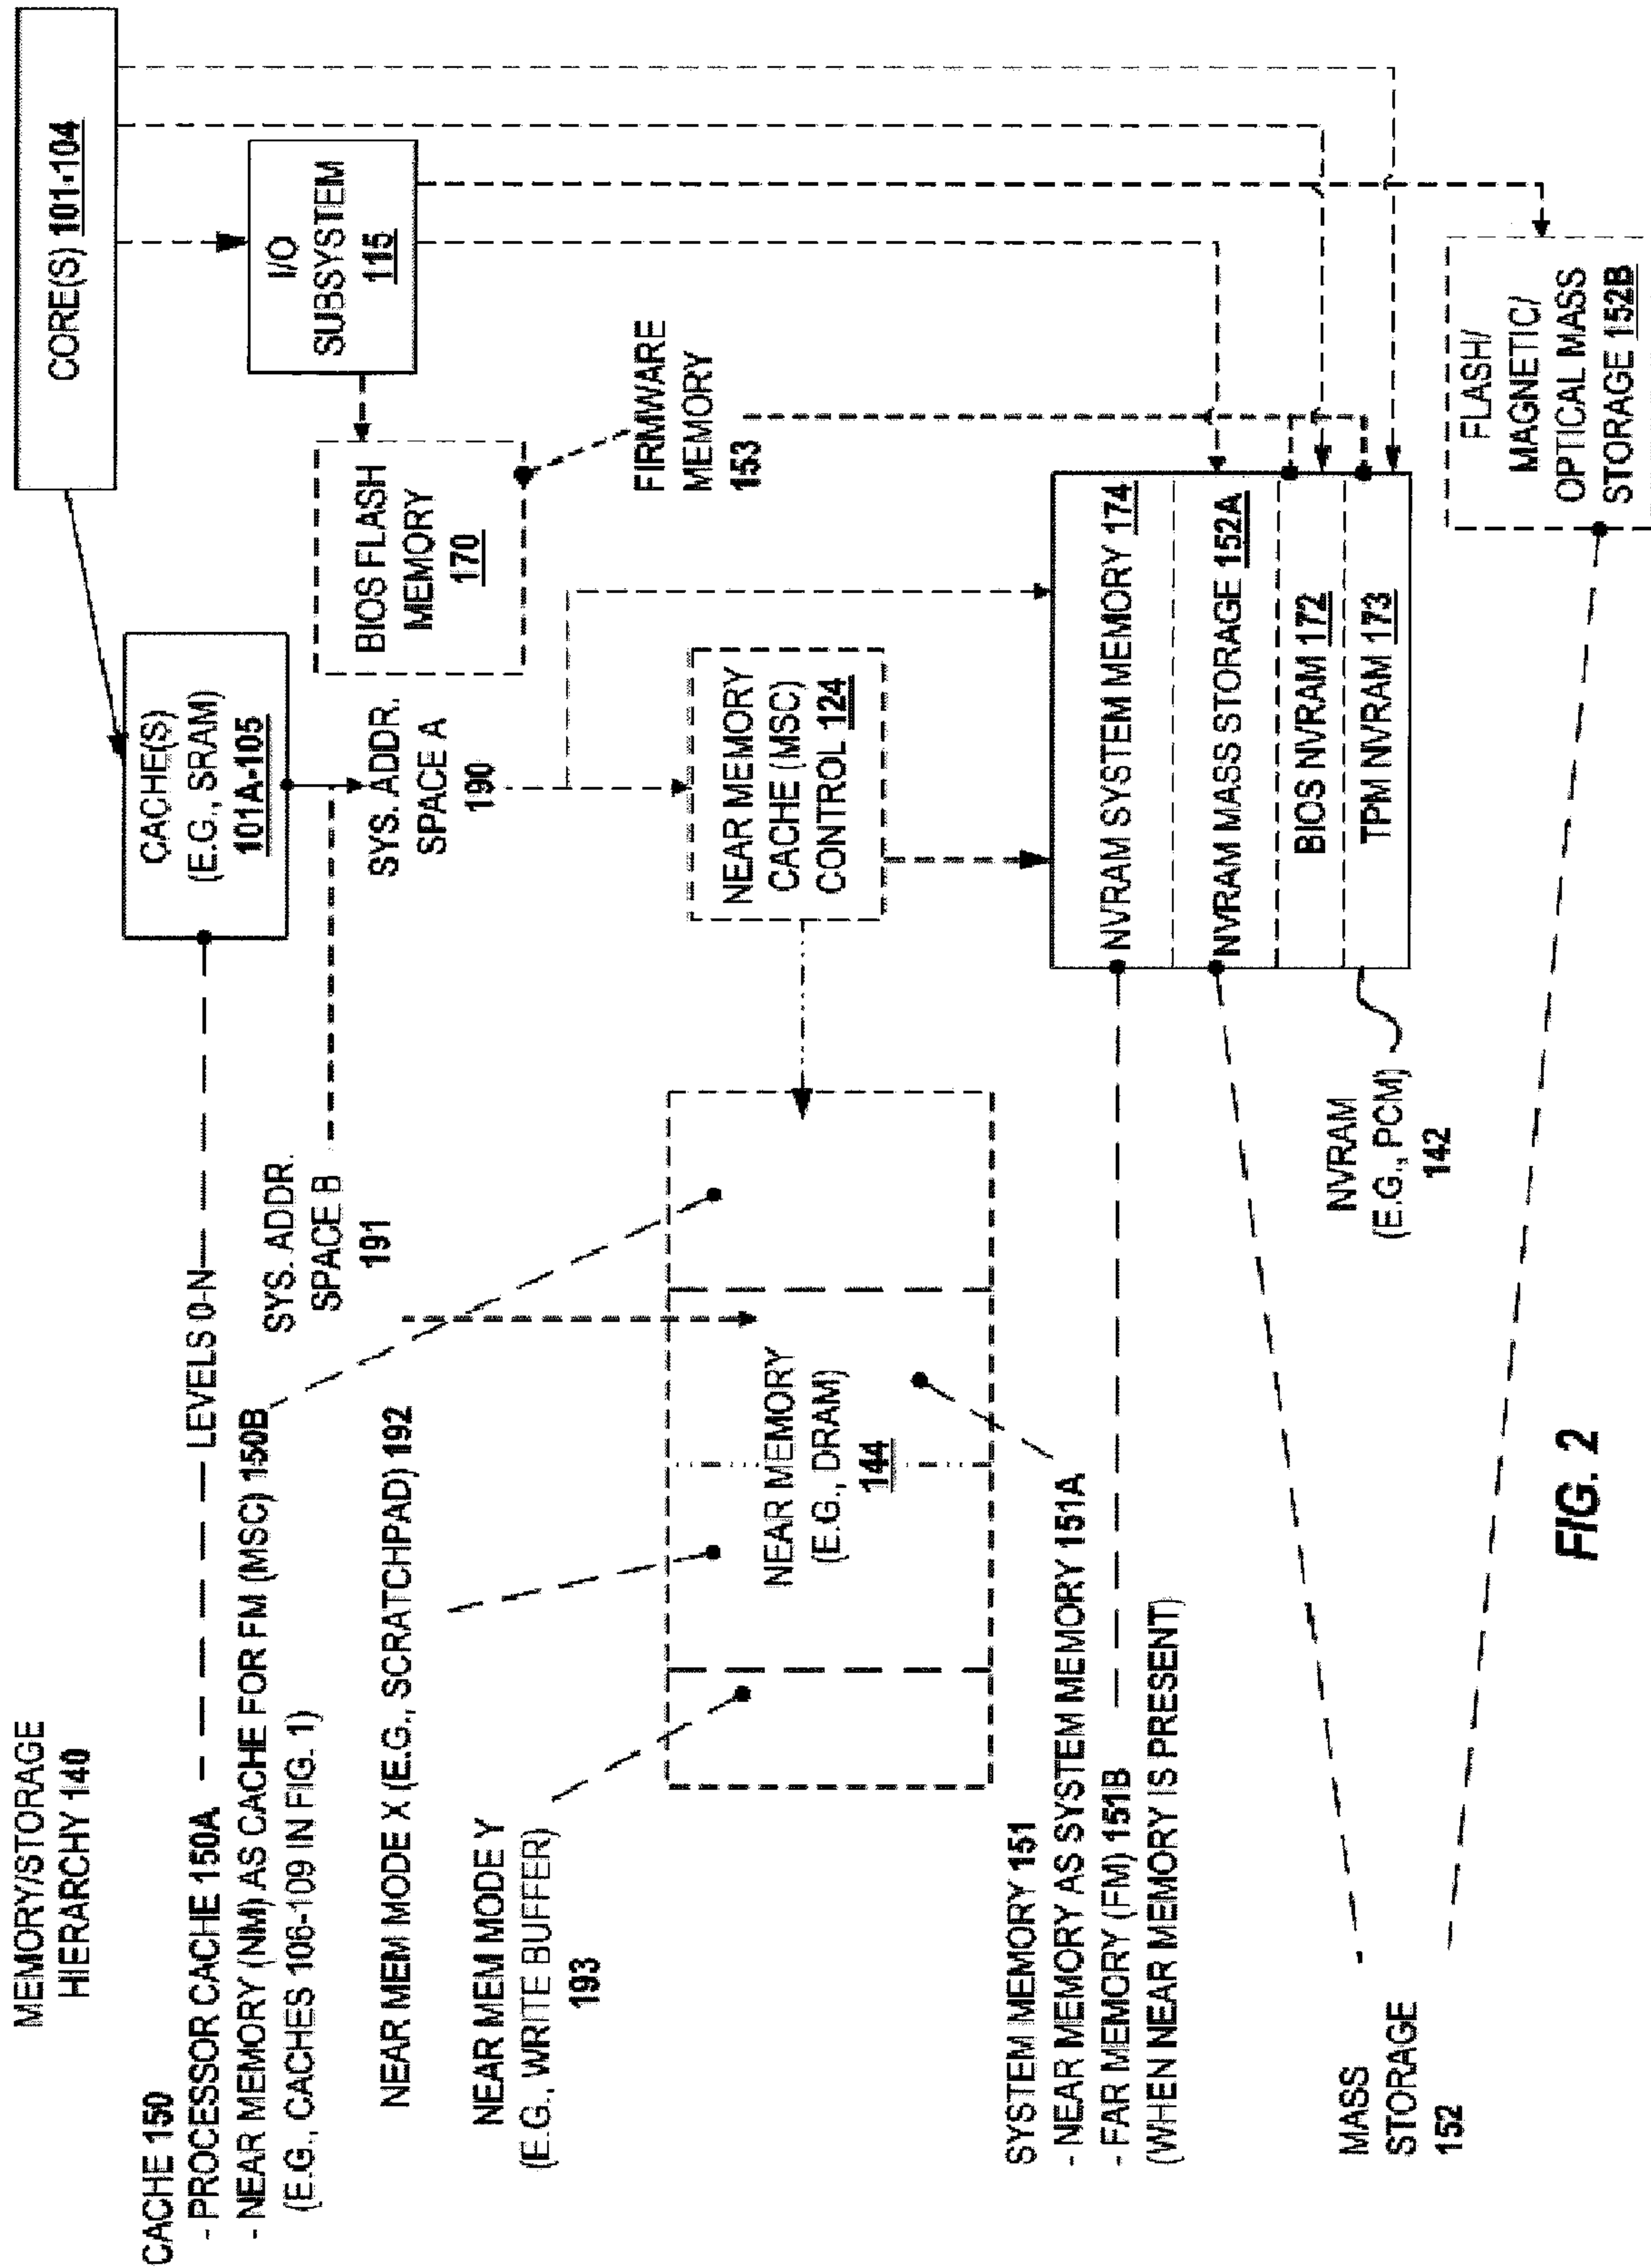 MEMORY/STORAGE
HIERARCHY 140
CORE(S) 101-104
CACHE 150
- PROCESSOR CACHE 150A
LEVELS 0-N
- NEAR MEMORY (NM) AS CACHE FOR FM (MSC) 150B
(E.G., CACHES 106-109 IN FIG. 1)
CACHE(S)
(E.G., SRAM)
101A-105
I/O
SUBSYSTEM
115
SYS. ADDR.
SPACE B
191
SYS. ADDR.
SPACE A
190
BIOS FLASH
MEMORY
170
NEAR MEM MODE X (E.G., SCRATCHPAD) 192
NEAR MEM MODE Y
(E.G., WRITE BUFFER)
193
FIRMWARE
MEMORY
153
NEAR MEMORY
(E.G., DRAM)
144
NEAR MEMORY
CACHE (MSC)
CONTROL 124
SYSTEM MEMORY 151
- NEAR MEMORY AS SYSTEM MEMORY 151A
- FAR MEMORY (FM) 151B
(WHEN NEAR MEMORY IS PRESENT)
NVRAM SYSTEM MEMORY 174
NVRAM MASS STORAGE 152A
BIOS NVRAM 172
TPM NVRAM 173
NVRAM
(E.G., PCM)
142
MASS
STORAGE
152
FLASH/
MAGNETIC/
OPTICAL MASS
STORAGE 152B
FIG. 2